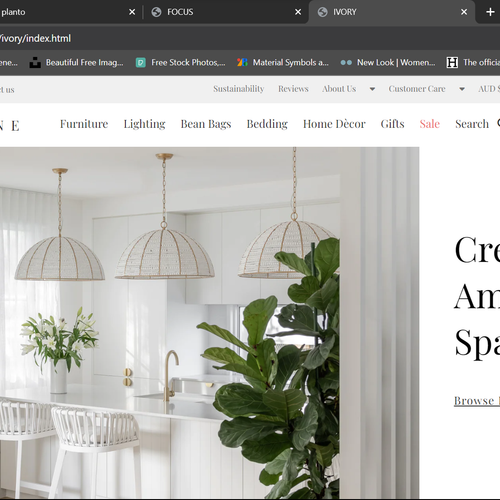 planto
FOCUS
IVORY
/ivory/index.html
Beautiful Free Imag...
Free Stock Photos,...
Material Symbols a...
New Look | Women...
The official
t us
Sustainability Reviews About Us Customer Care AUD $
N E
Furniture Lighting Bean Bags Bedding Home Dècor Gifts Sale Search
Cre
Am
Spa
Browse